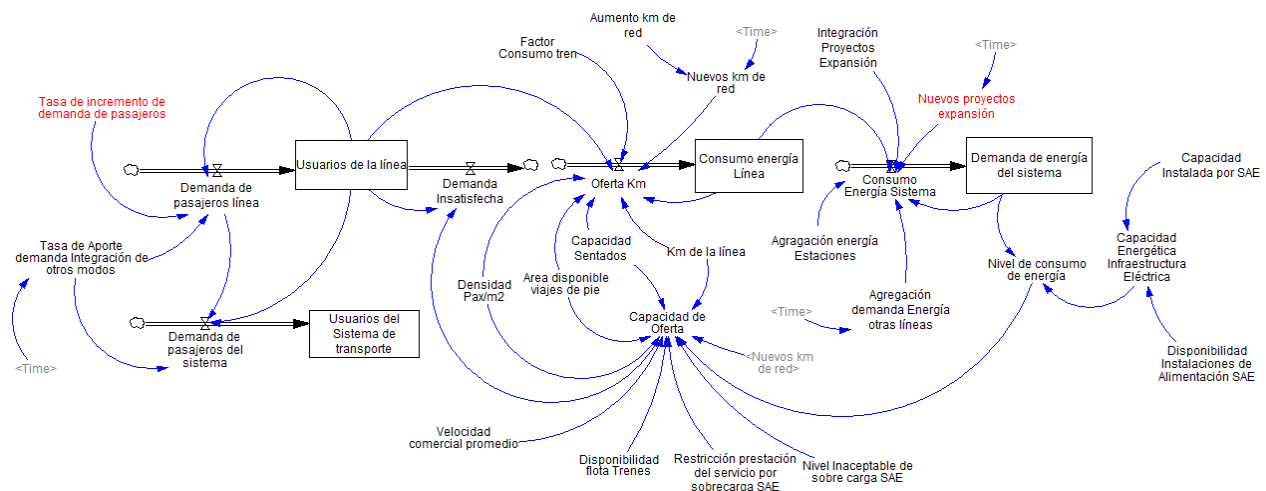 Aumento km de
red
<Time>
Factor
Consumo tren
Nuevos km de
red
Integración
Proyectos
Expansión
<Time>
Nuevos proyectos
expansión
Tasa de incremento de
demanda de pasajeros
Usuarios de la línea
Demanda de
pasajeros línea
Demanda
Insatisfecha
Oferta Km
Consumo energía
Línea
Consumo
Energía Sistema
Demanda de energía
del sistema
Capacidad
Instalada por SAE
Tasa de Aporte
demanda Integración de
otros modos
Capacidad
Sentados
Km de la línea
Agragación energía
Estaciones
Nivel de consumo
de energía
Capacidad
Energética
Infraestructura
Eléctrica
Densidad
Pax/m2
Area disponible
viajes de pie
Agregación
demanda Energía
otras líneas
<Time>
Capacidad de
Oferta
Demanda de
pasajeros del
sistema
Usuarios del
Sistema de
transporte
<Time>
<Nuevos km
de red>
Disponibilidad
Instalaciones de
Alimentación SAE
Velocidad
comercial promedio
Disponibilidad
flota Trenes
Restricción prestación
del servicio por
sobrecarga SAE
Nivel Inaceptable de
sobre carga SAE